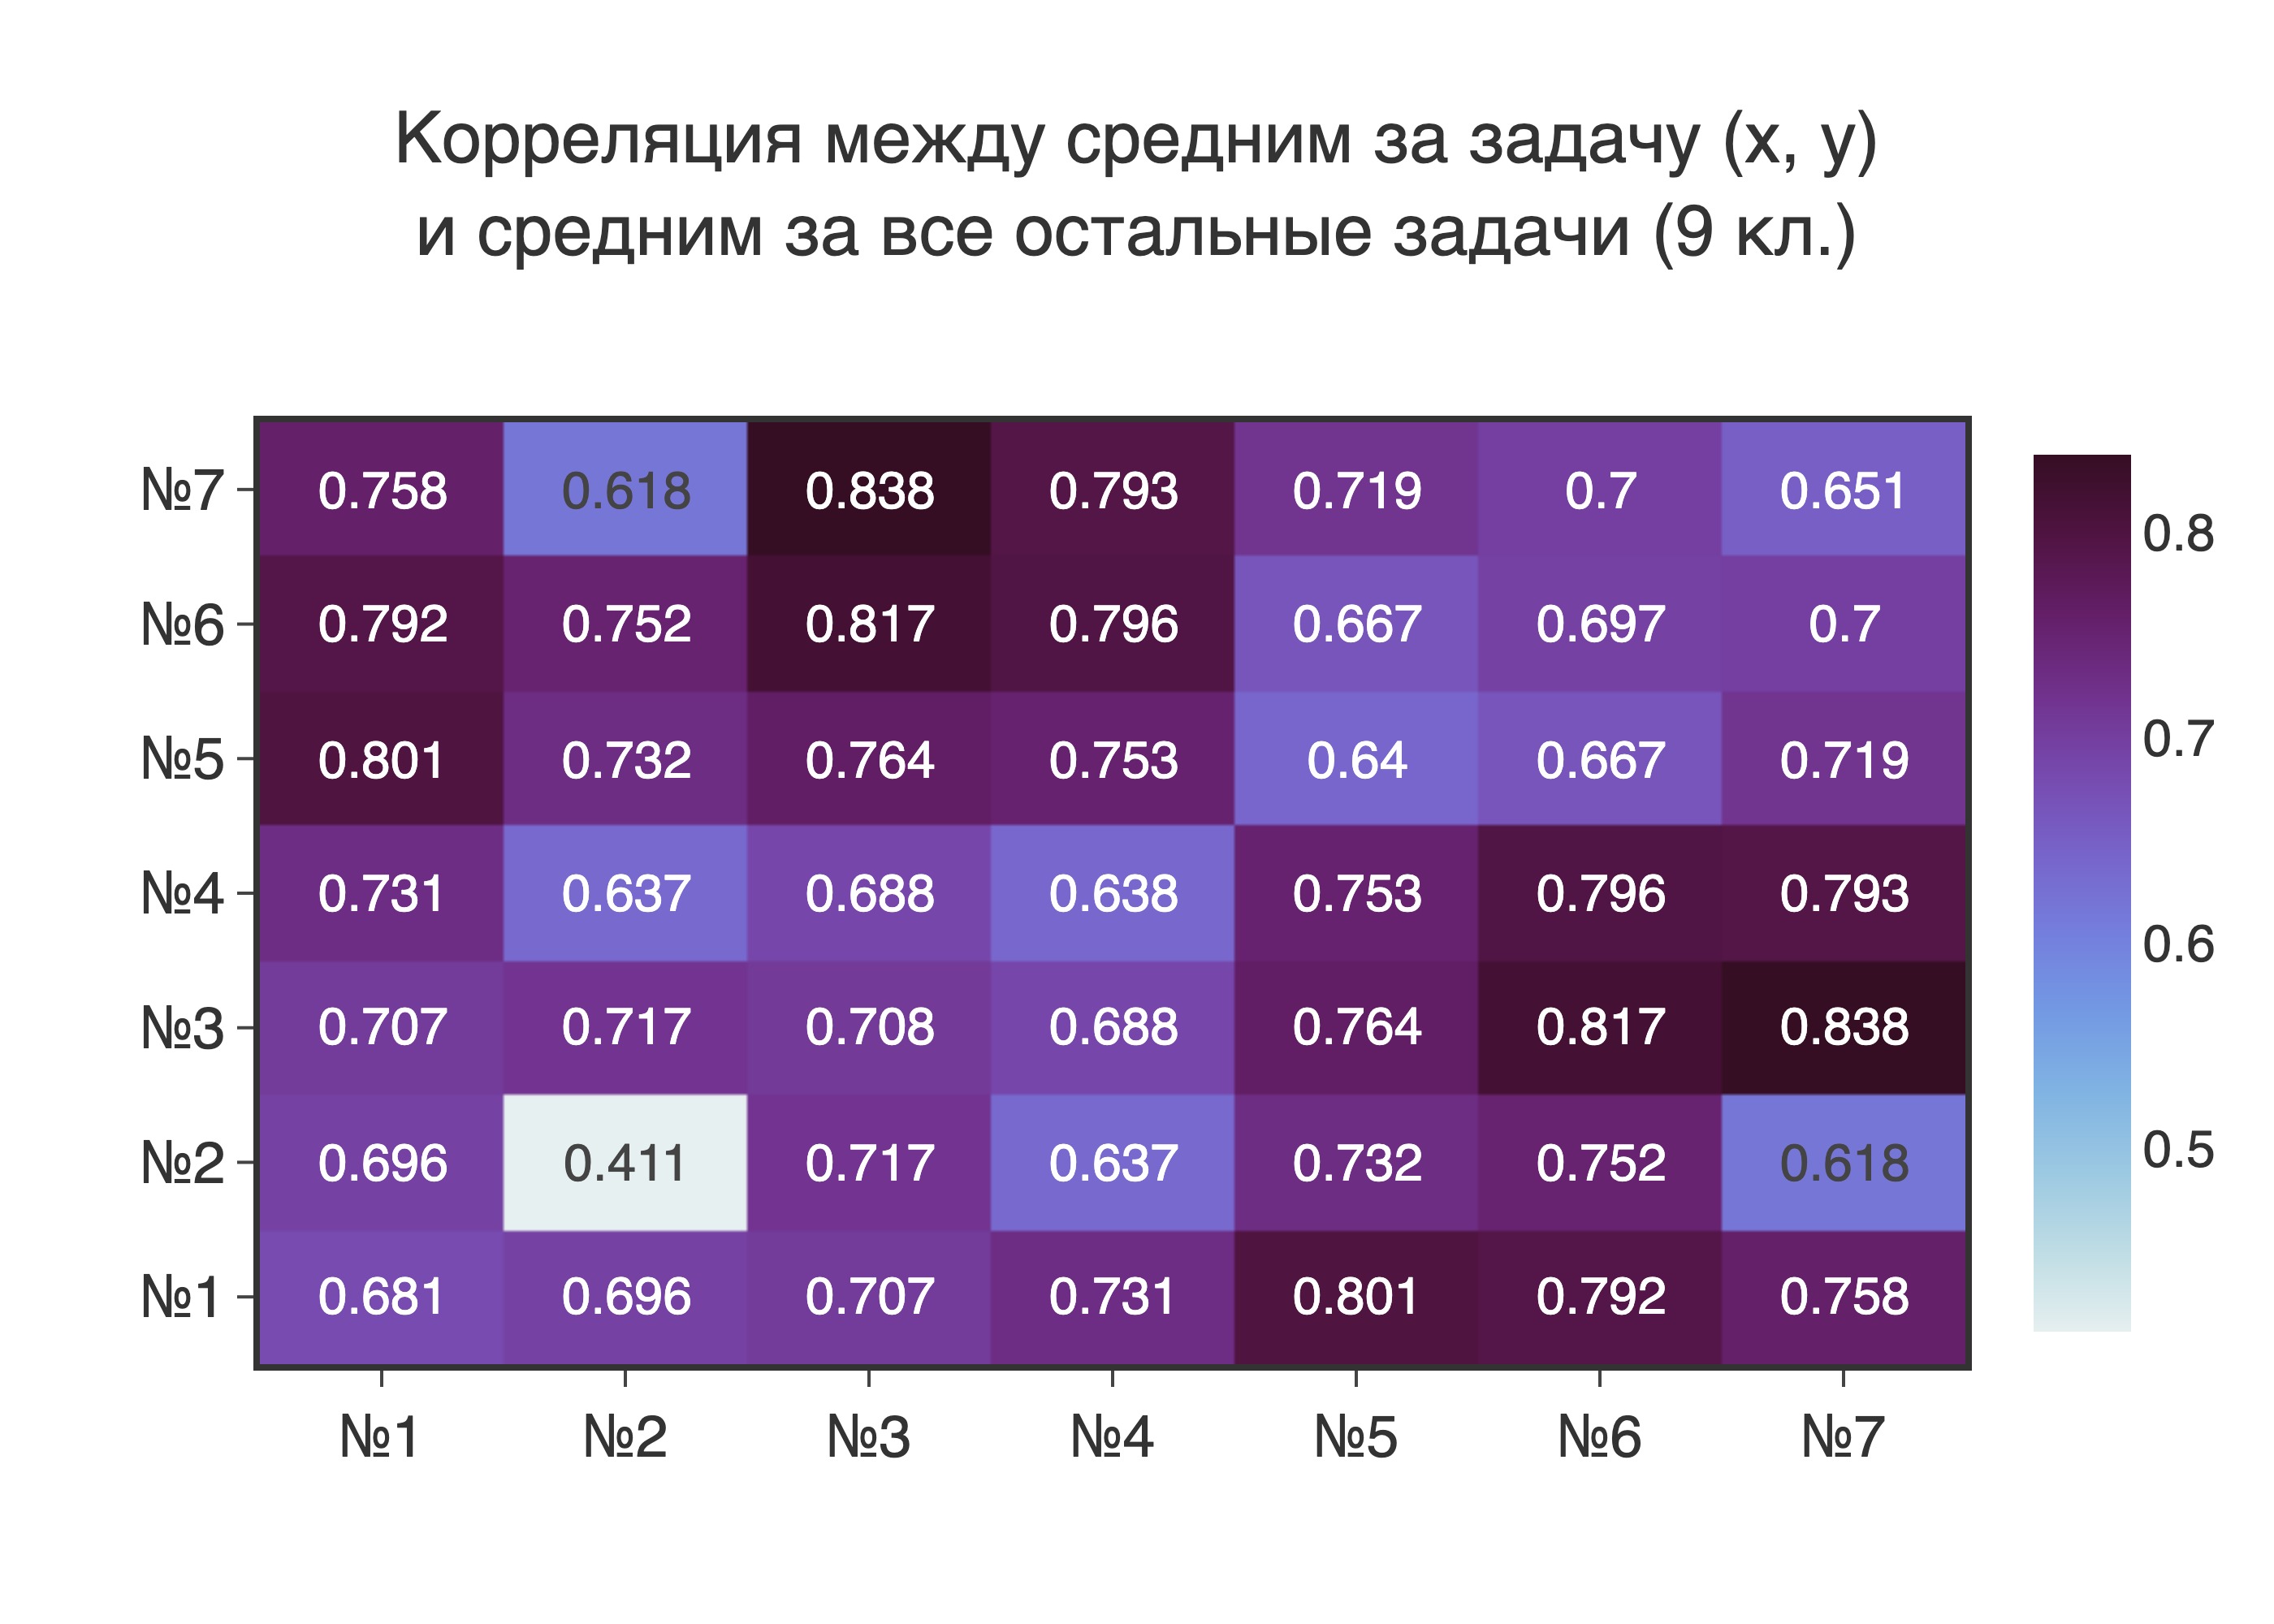 Корреляция между средним за задачу (x, y)
и средним за все остальные задачи (9 кл.)
№7 0.758 0.618 0.838 0.793 0.719 0.7 0.651
0.8
№6 0.792 0.752 0.817 0.796 0.667 0.697 0.7
0.7
№5 0.801 0.732 0.764 0.753 0.64 0.667 0.719
№4 0.731 0.637 0.688 0.638 0.753 0.796 0.793
0.6
№3 0.707 0.717 0.708 0.688 0.764 0.817 0.838
0.5
№2 0.696 0.411 0.717 0.637 0.732 0.752 0.618
№1 0.681 0.696 0.707 0.731 0.801 0.792 0.758
№1 №2 №3 №4 №5 №6 №7